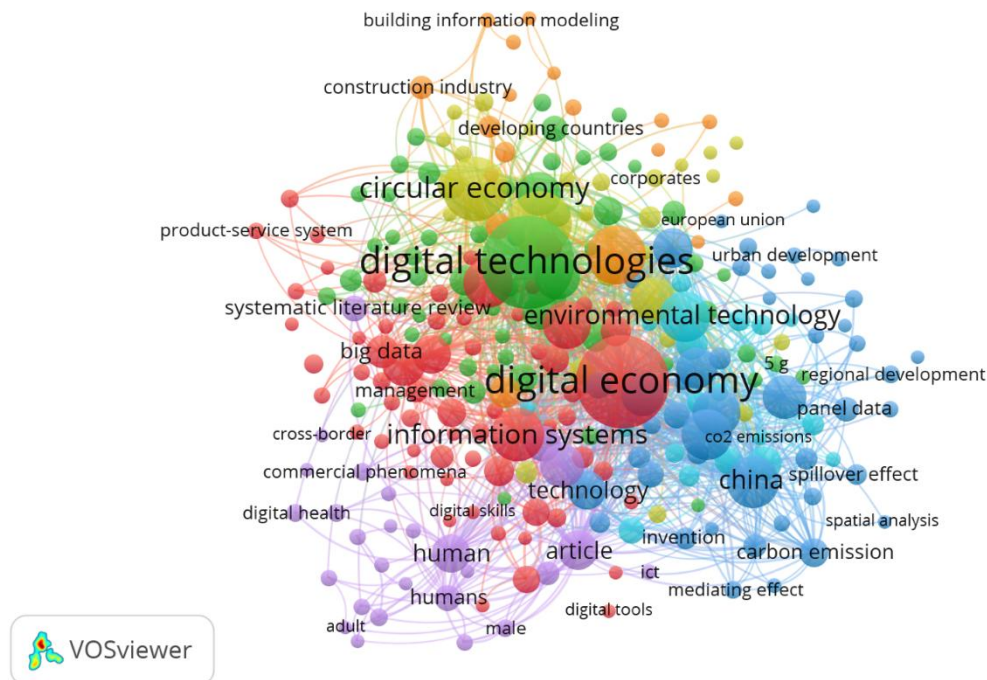 building information modeling
construction industry
developing countries
circular economy
corporates
european union
product-service system
digital technologies
urban development
systematic literature review
environmental technology
big data
5 g
regional development
management
digital economy
panel data
cross-border
information systems
co2 emissions
commercial phenomena
china
spillover effect
technology
digital health
digital skills
spatial analysis
invention
human
article
carbon emission
ict
mediating effect
humans
digital tools
adult
male
VOSviewer